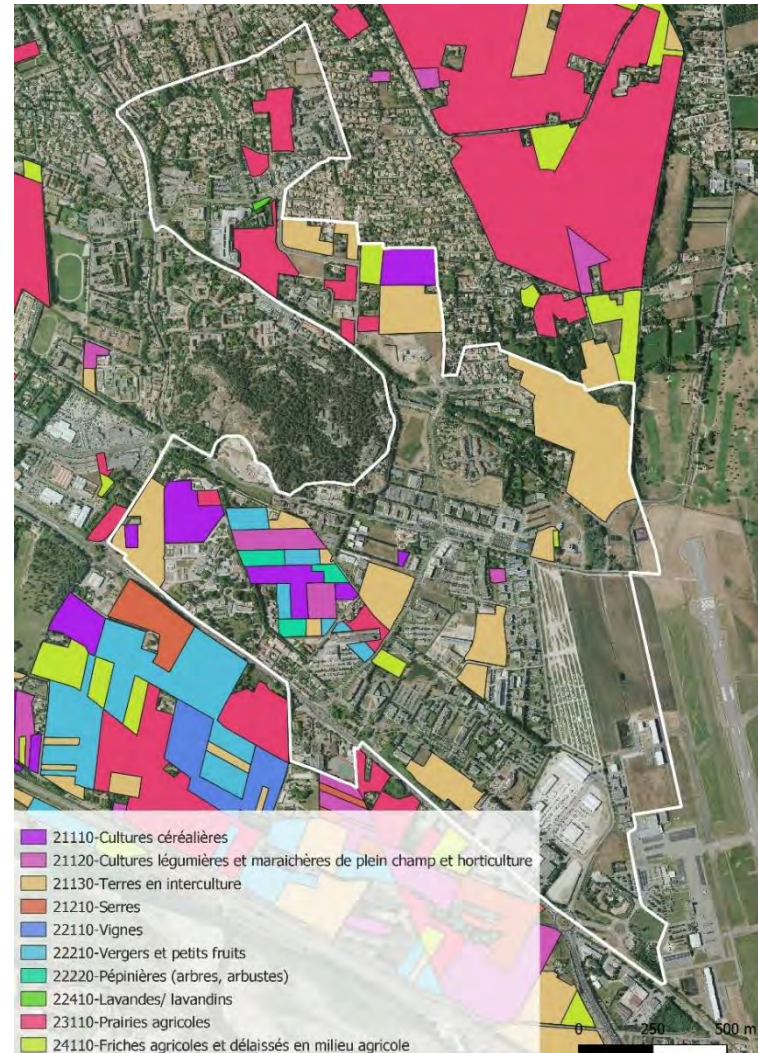 21110-Cultures céréalières
21120-Cultures légumières et maraichères de plein champ et horticulture
21130-Terres en interculture
21210-Serres
22110-Vignes
22210-Vergers et petits fruits
22220-Pépinières (arbres, arbustes)
22410-Lavandes/ lavandins
23110-Prairies agricoles
24110-Friches agricoles et délaissés en milieu agricole
0 250 500 m